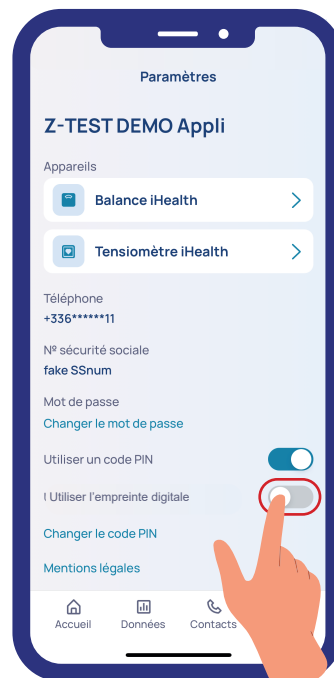 Paramètres
Z-TEST DEMO Appli
Appareils
Balance iHealth
Tensiomètre iHealth
Téléphone
+336******11
Nº sécurité sociale
fake SSnum
Mot de passe
Changer le mot de passe
Utiliser un code PIN
l Utiliser l'empreinte digitale
Changer le code PIN
Mentions légales
Accueil Données Contacts